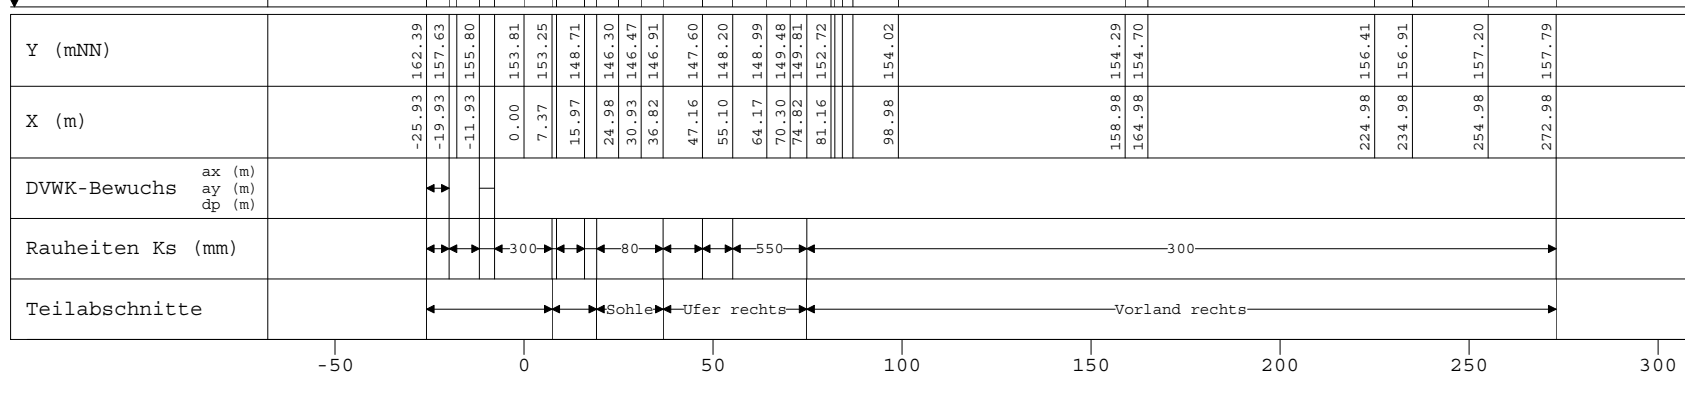 Y (mNN) 162.39 157.63 155.80 153.81 153.25 148.71 146.30 146.47 146.91 147.60 148.20 148.99 149.48 149.81 152.72 154.02 154.29 154.70 156.41 156.91 157.20 157.79
X (m) -25.93 -19.93 -11.93 0.00 7.37 15.97 24.98 30.93 36.82 47.16 55.10 64.17 70.30 74.82 81.16 98.98 158.98 164.98 224.98 234.98 254.98 272.98
ax (m)
DVWK-Bewuchs ay (m)
dp (m)
Rauheiten Ks (mm) 300 80 550 300
Teilabschnitte Sohle Ufer rechts Vorland rechts
-50 0 50 100 150 200 250 300